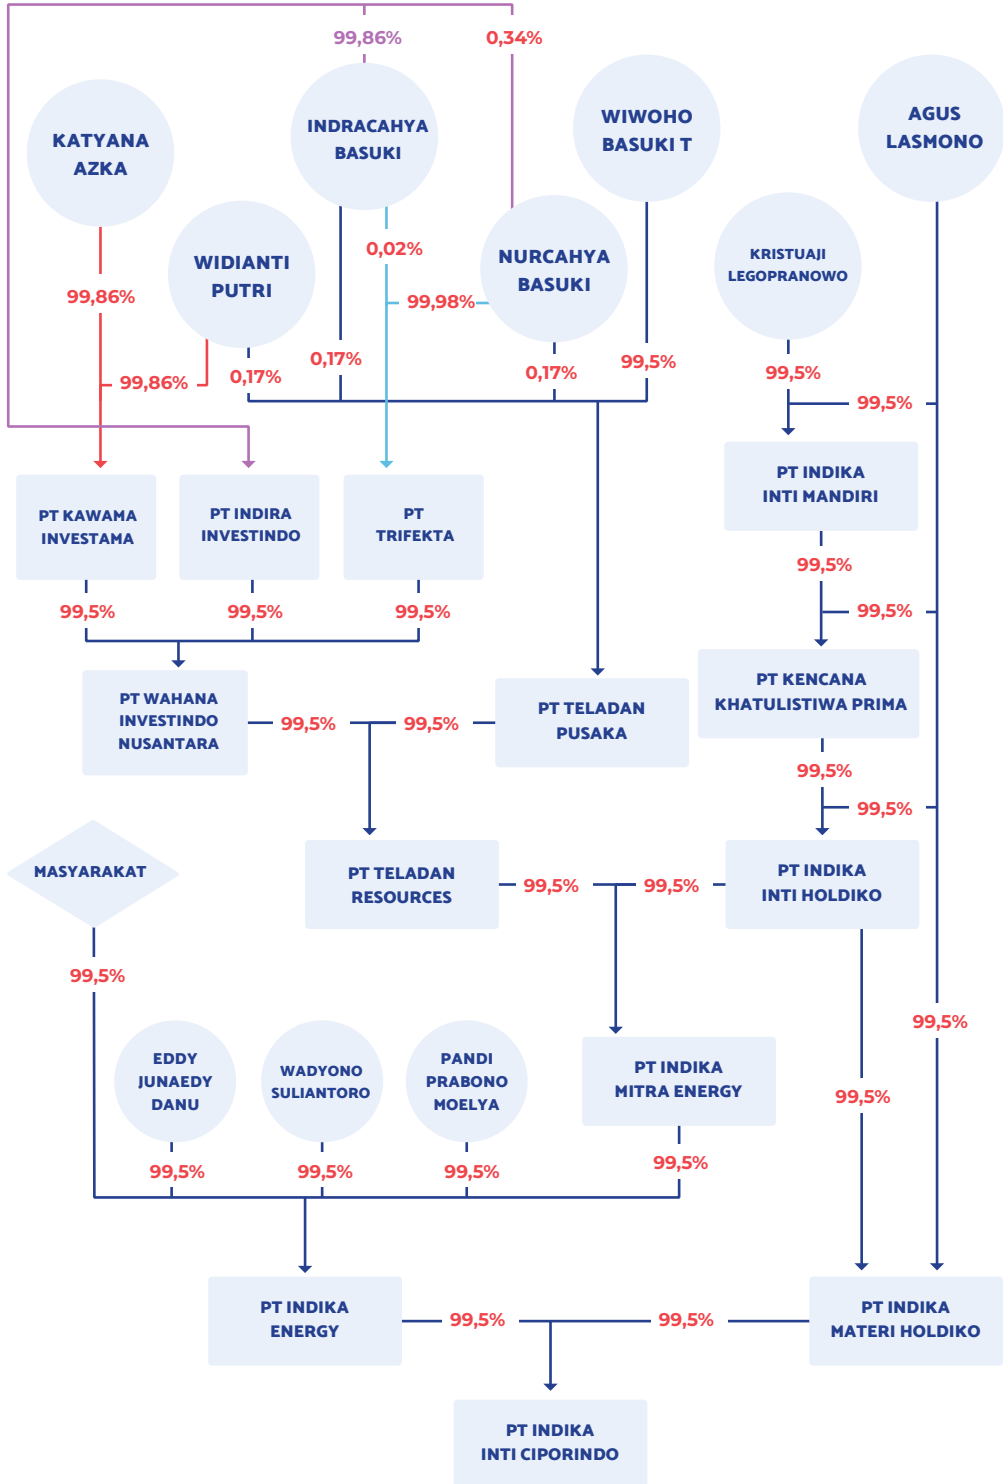 99,86%
0,34%
KATYANA
AZKA
INDRACAHYA
BASUKI
WIWOHO
BASUKI T
AGUS
LASMONO
WIDIANTI
PUTRI
0,02%
NURCAHYA
BASUKI
KRISTUAJI
LEGOPRANOWO
99,86%
99,98%
99,86%
0,17%
0,17%
0,17%
99,5%
99,5%
99,5%
PT KAWAMA
INVESTAMA
PT INDIRA
INVESTINDO
PT
TRIFEKTA
PT INDIKA
INTI MANDIRI
99,5%
99,5%
99,5%
99,5%
99,5%
PT WAHANA
INVESTINDO
NUSANTARA
99,5%
99,5%
PT TELADAN
PUSAKA
PT KENCANA
KHATULISTIWA PRIMA
99,5%
99,5%
MASYARAKAT
PT TELADAN
RESOURCES
99,5%
99,5%
PT INDIKA
INTI HOLDIKO
99,5%
99,5%
EDDY
JUNAEDY
DANU
WADYONO
SULIANTORO
PANDI
PRABONO
MOELYA
PT INDIKA
MITRA ENERGY
99,5%
99,5%
99,5%
99,5%
99,5%
PT INDIKA
ENERGY
99,5%
99,5%
PT INDIKA
MATERI HOLDIKO
PT INDIKA
INTI CIPORINDO